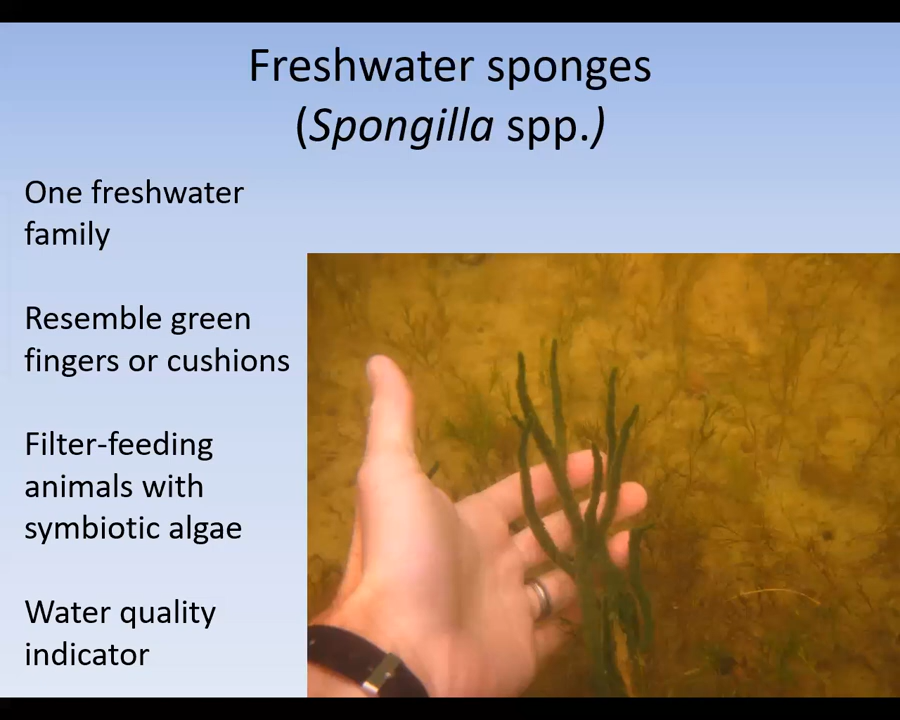 Freshwater sponges
(Spongilla spp.)
One freshwater
family
Resemble green
fingers or cushions
Filter-feeding
animals with
symbiotic algae
Water quality
indicator